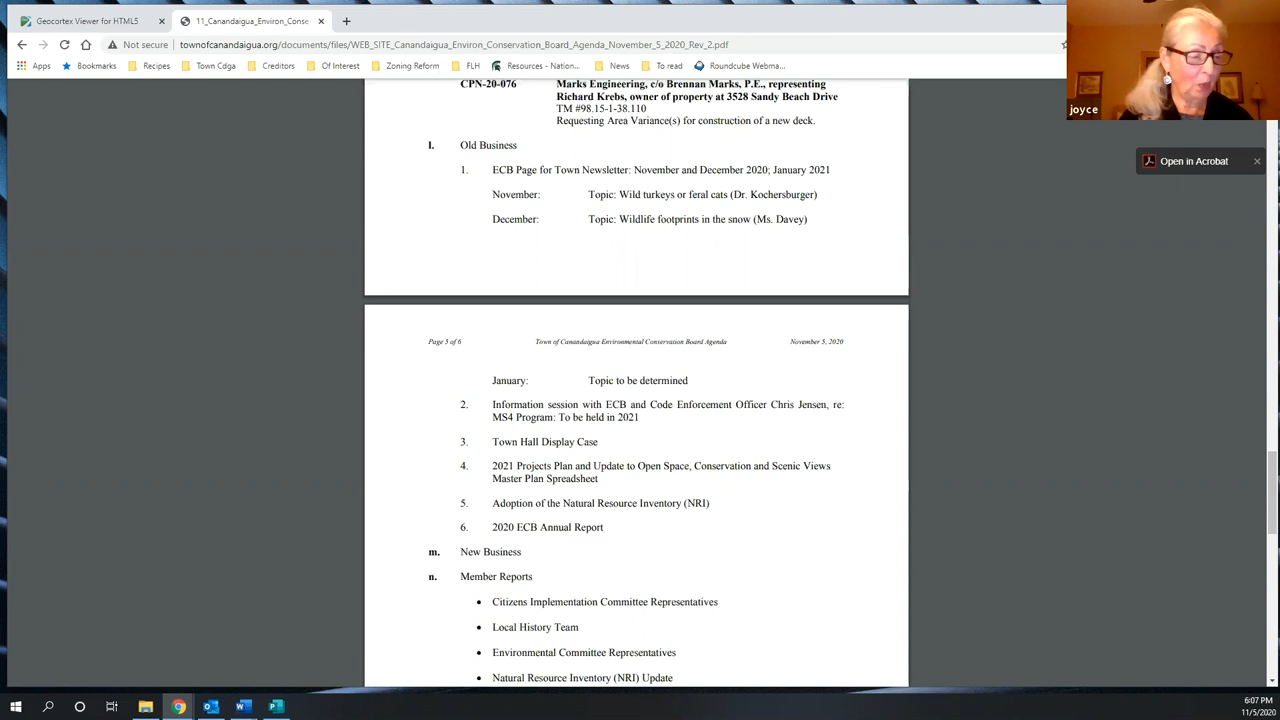 Geocortex Viewer for HTML5
11_Canandaigua_Environ_Conse
Not secure
townofcanandaigua.org/documents/files/WEB_SITE_Canandaigua_Environ_Conservation_Board_Agenda_November_5_2020_Rev_2.pdf
Apps Bookmarks Recipes Town Cdga Creditors Of Interest Zoning Reform FLH Resources - Nation... News To read Roundcube Webma...
joyce
Open in Acrobat
CPN-20-076 Marks Engineering, c/o Brennan Marks, P.E., representing
Richard Krebs, owner of property at 3528 Sandy Beach Drive
TM #98.15-1-38.110
Requesting Area Variance(s) for construction of a new deck.
l. Old Business
1. ECB Page for Town Newsletter: November and December 2020; January 2021
November: Topic: Wild turkeys or feral cats (Dr. Kochersburger)
December: Topic: Wildlife footprints in the snow (Ms. Davey)
Page 5 of 6 Town of Canandaigua Environmental Conservation Board Agenda November 5, 2020
January: Topic to be determined
2. Information session with ECB and Code Enforcement Officer Chris Jensen, re:
MS4 Program: To be held in 2021
3. Town Hall Display Case
4. 2021 Projects Plan and Update to Open Space, Conservation and Scenic Views
Master Plan Spreadsheet
5. Adoption of the Natural Resource Inventory (NRI)
6. 2020 ECB Annual Report
m. New Business
n. Member Reports
• Citizens Implementation Committee Representatives
• Local History Team
• Environmental Committee Representatives
• Natural Resource Inventory (NRI) Update
6:07 PM
11/5/2020